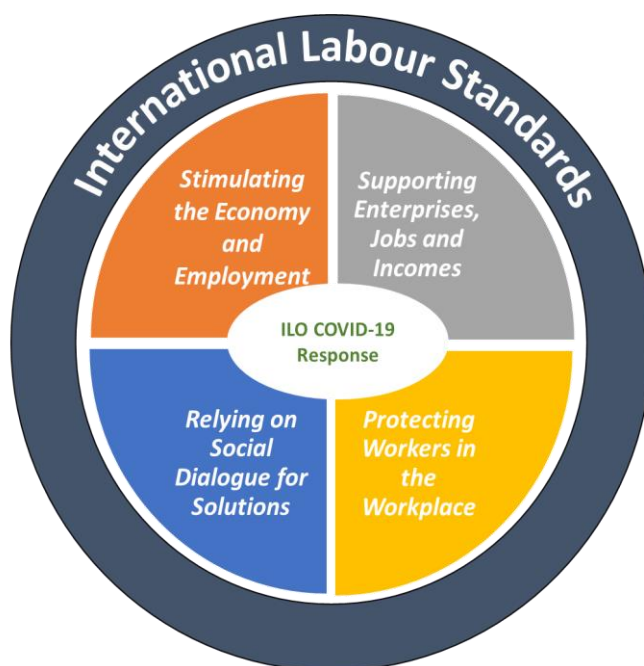 International Labour Standards
Stimulating
the Economy
and
Employment
Supporting
Enterprises,
Jobs and
Incomes
ILO COVID-19
Response
Relying on
Social
Dialogue for
Solutions
Protecting
Workers in
the
Workplace